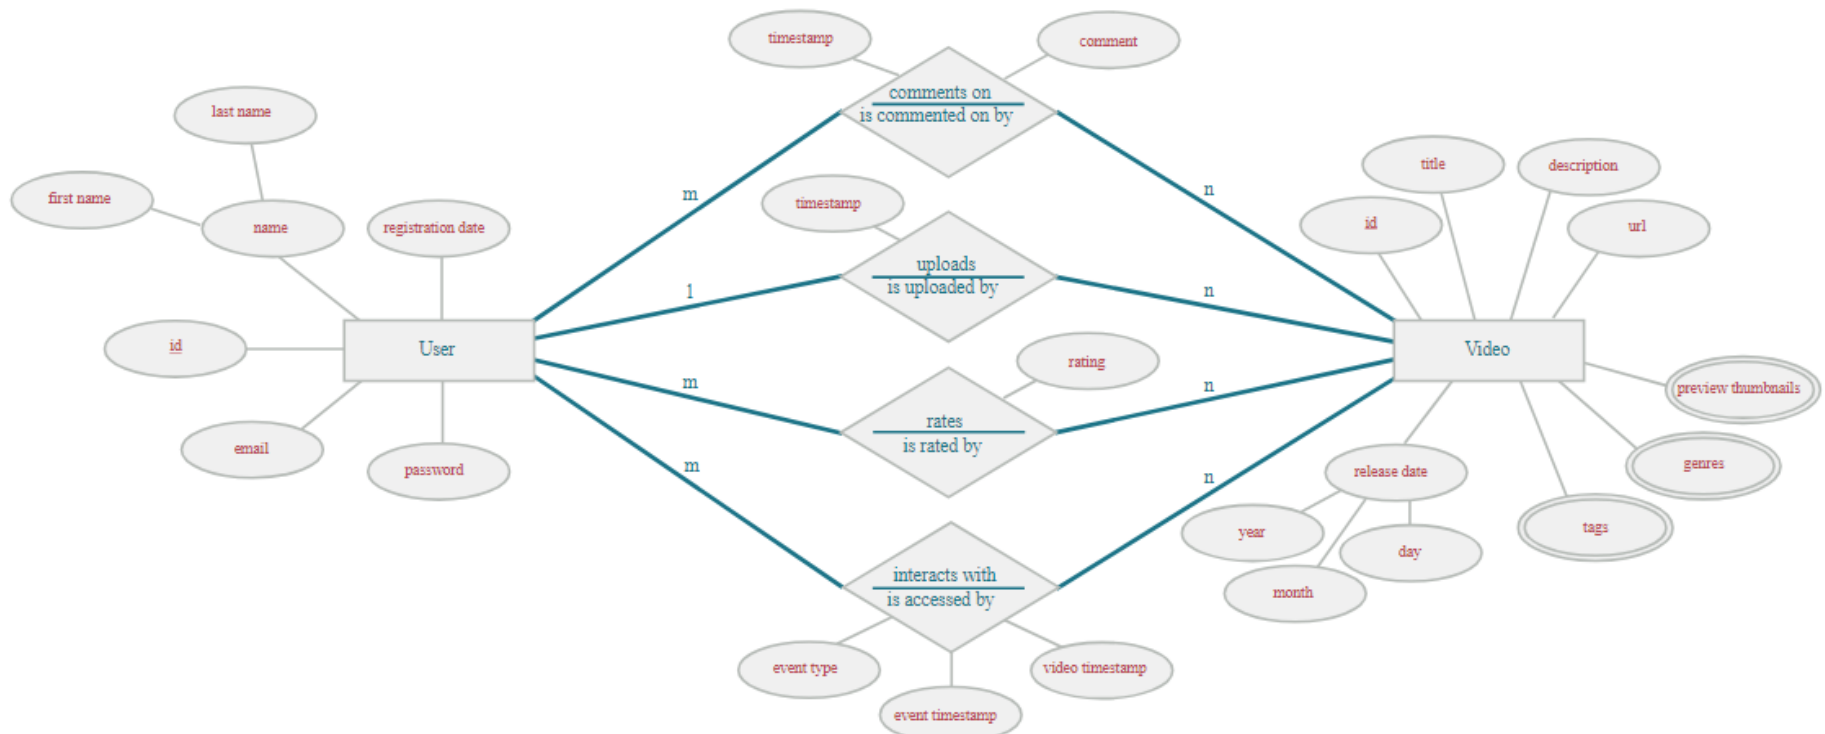 timestamp
comment
comments on
is commented on by
last name
first name
name
registration date
id
User
email
password
m
n
timestamp
uploads
is uploaded by
1
n
rating
rates
is rated by
m
n
interacts with
is accessed by
m
n
event type
event timestamp
video timestamp
title
description
id
url
Video
preview thumbnails
genres
tags
release date
year
month
day